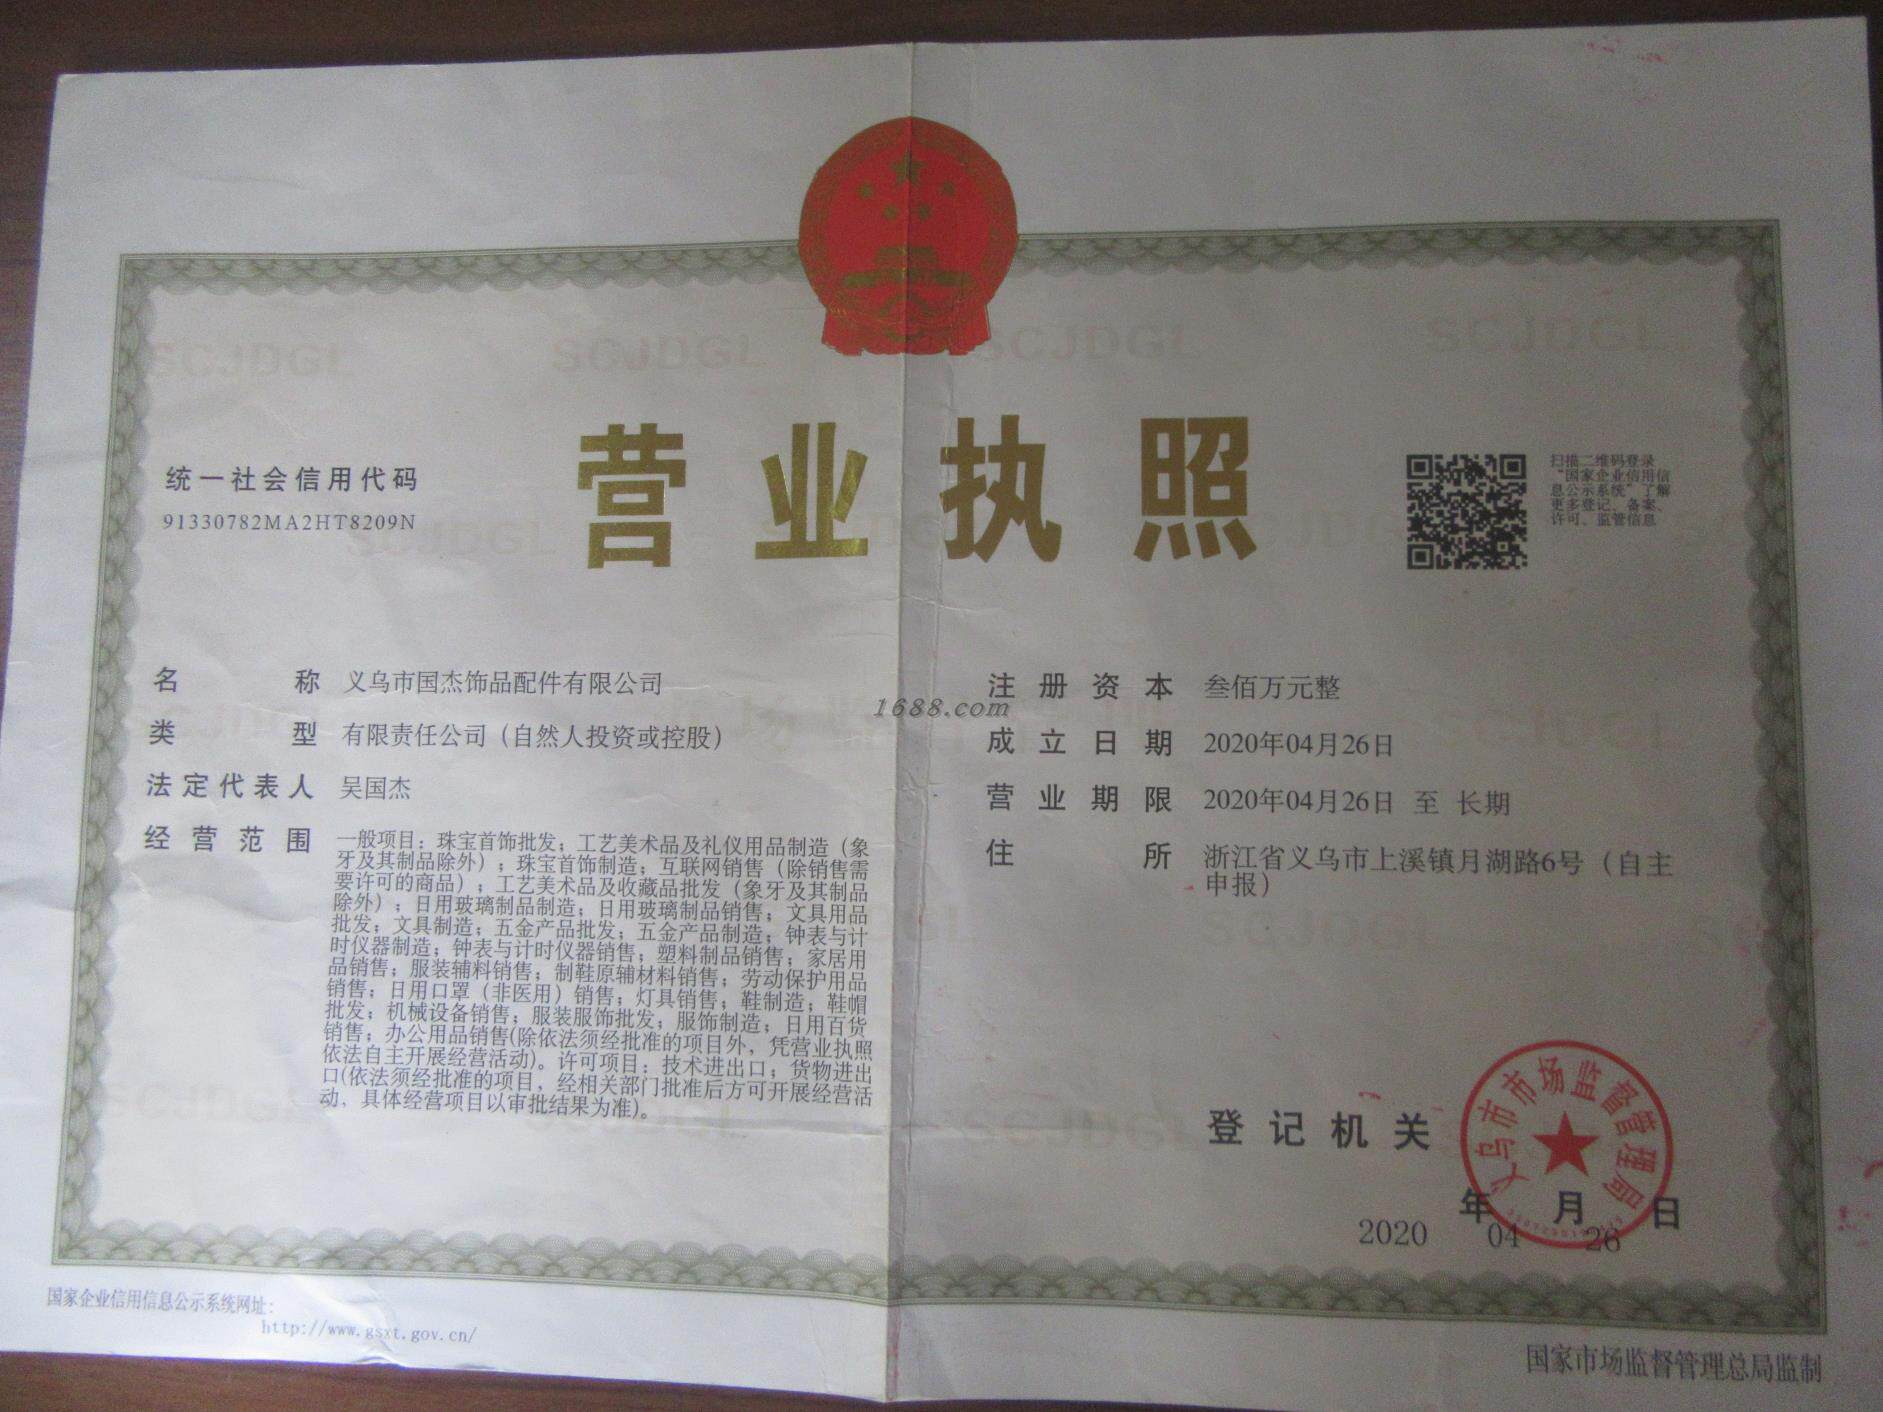 营业执照
统一社会信用代码
91330782MA2HT8209N
扫描二维码登录
“国家企业信用信
息公示系统”了解
更多登记、备案、
许可、监管信息
名称 义乌市国杰饰品配件有限公司
类型 有限责任公司（自然人投资或控股）
法定代表人 吴国杰
经营范围 一般项目：珠宝首饰批发；工艺美术品及礼仪用品制造（象
牙及其制品除外）；珠宝首饰制造；互联网销售（除销售需
要许可的商品）；工艺美术品及收藏品批发（象牙及其制品
除外）；日用玻璃制品制造；日用玻璃制品销售；文具用品
批发；文具制造；五金产品批发；五金产品制造；钟表与计
时仪器制造；钟表与计时仪器销售；塑料制品销售；家居用
品销售；服装辅料销售；制鞋原辅材料销售；劳动保护用品
销售；日用口罩（非医用）销售；灯具销售；鞋制造；鞋帽
批发；机械设备销售；服装服饰批发；服饰制造；日用百货
销售；办公用品销售(除依法须经批准的项目外，凭营业执照
依法自主开展经营活动)。许可项目：技术进出口；货物进出
口(依法须经批准的项目，经相关部门批准后方可开展经营活
动，具体经营项目以审批结果为准)。
注册资本 叁佰万元整
成立日期 2020年04月26日
营业期限 2020年04月26日 至 长期
住所 浙江省义乌市上溪镇月湖路6号（自主
申报）
1688.com
登记机关
义乌市市场监督管理局
年 月 日
2020 04 26
国家企业信用信息公示系统网址：
http://www.gsxt.gov.cn/
国家市场监督管理总局监制
SCJDGL